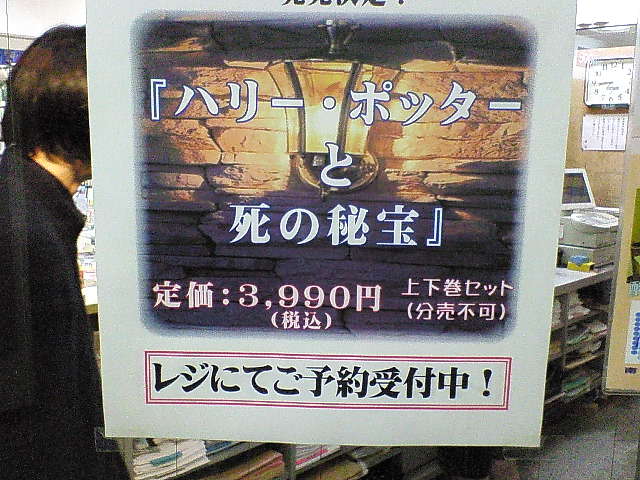 『ハリー・ポッター
と
死の秘宝』
定価:3,990円
(税込)
上下巻セット
(分売不可)
レジにてご予約受付中!